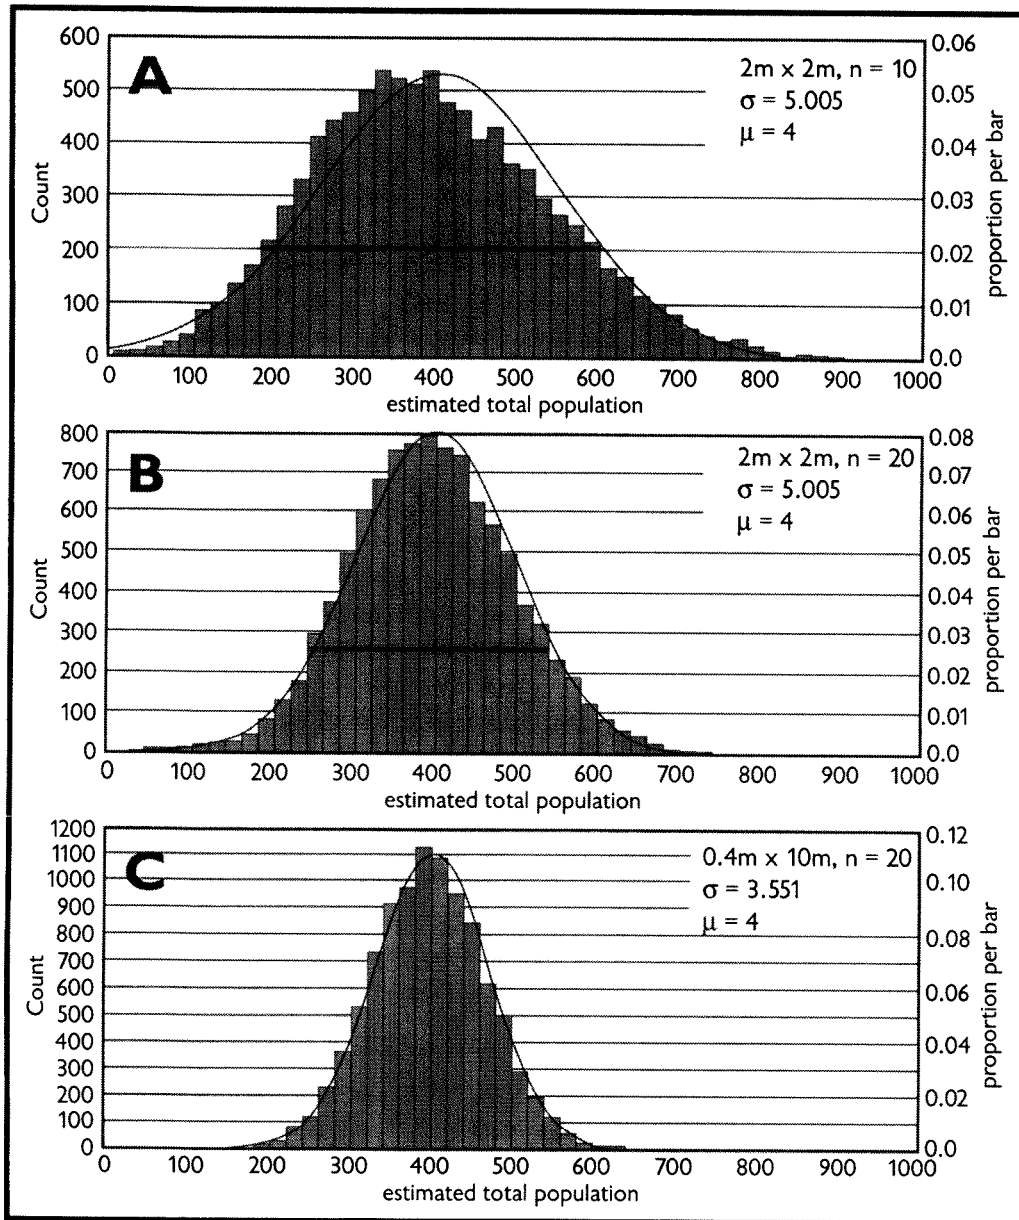 A
2m x 2m, n = 10
σ = 5.005
μ = 4
Count
600
500
400
300
200
100
0
0.06
0.05
0.04
0.03
0.02
0.01
0.0
proportion per bar
0 100 200 300 400 500 600 700 800 900 1000
estimated total population
B
2m x 2m, n = 20
σ = 5.005
μ = 4
Count
800
700
600
500
400
300
200
100
0
0.08
0.07
0.06
0.05
0.04
0.03
0.02
0.01
0.0
proportion per bar
0 100 200 300 400 500 600 700 800 900 1000
estimated total population
C
0.4m x 10m, n = 20
σ = 3.551
μ = 4
Count
1200
1100
1000
900
800
700
600
500
400
300
200
100
0
0.12
0.10
0.08
0.06
0.04
0.02
0.0
proportion per bar
0 100 200 300 400 500 600 700 800 900 1000
estimated total population